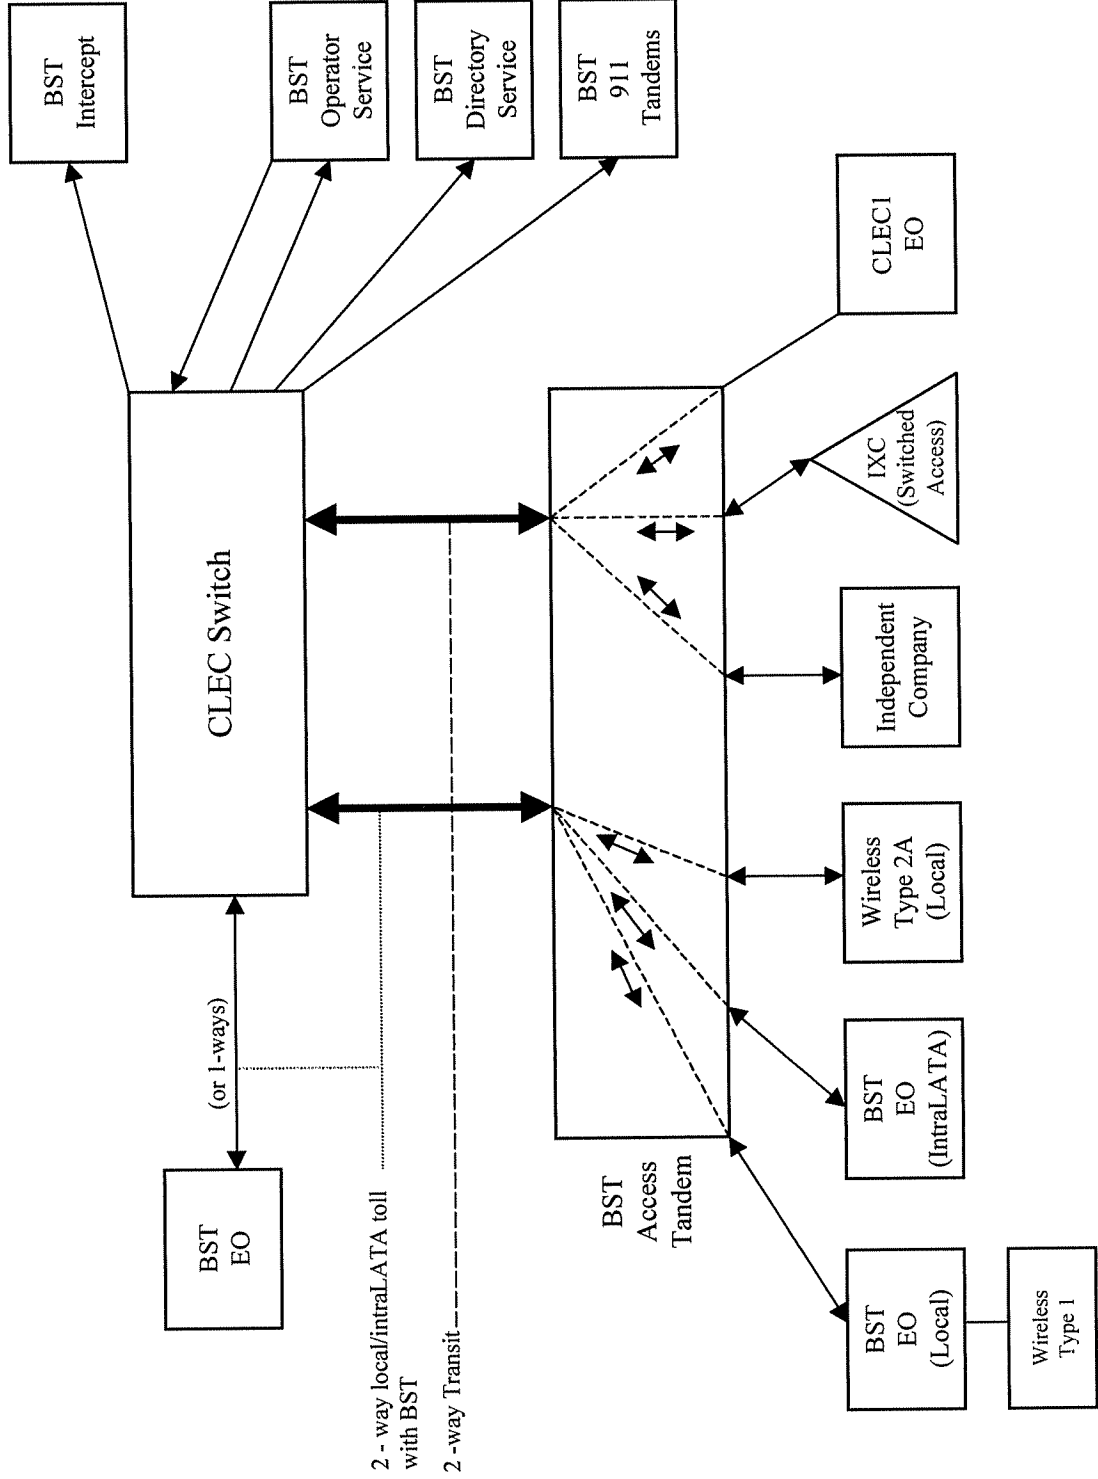 BST
EO
(or 1-ways)
CLEC Switch
BST
Intercept
BST
Operator
Service
BST
Directory
Service
BST
911
Tandems
2 - way local/intraLATA toll
with BST
2 -way Transit
BST
Access
Tandem
BST
EO
(Local)
Wireless
Type 1
BST
EO
(IntraLATA)
Wireless
Type 2A
(Local)
Independent
Company
IXC
(Switched
Access)
CLEC1
EO